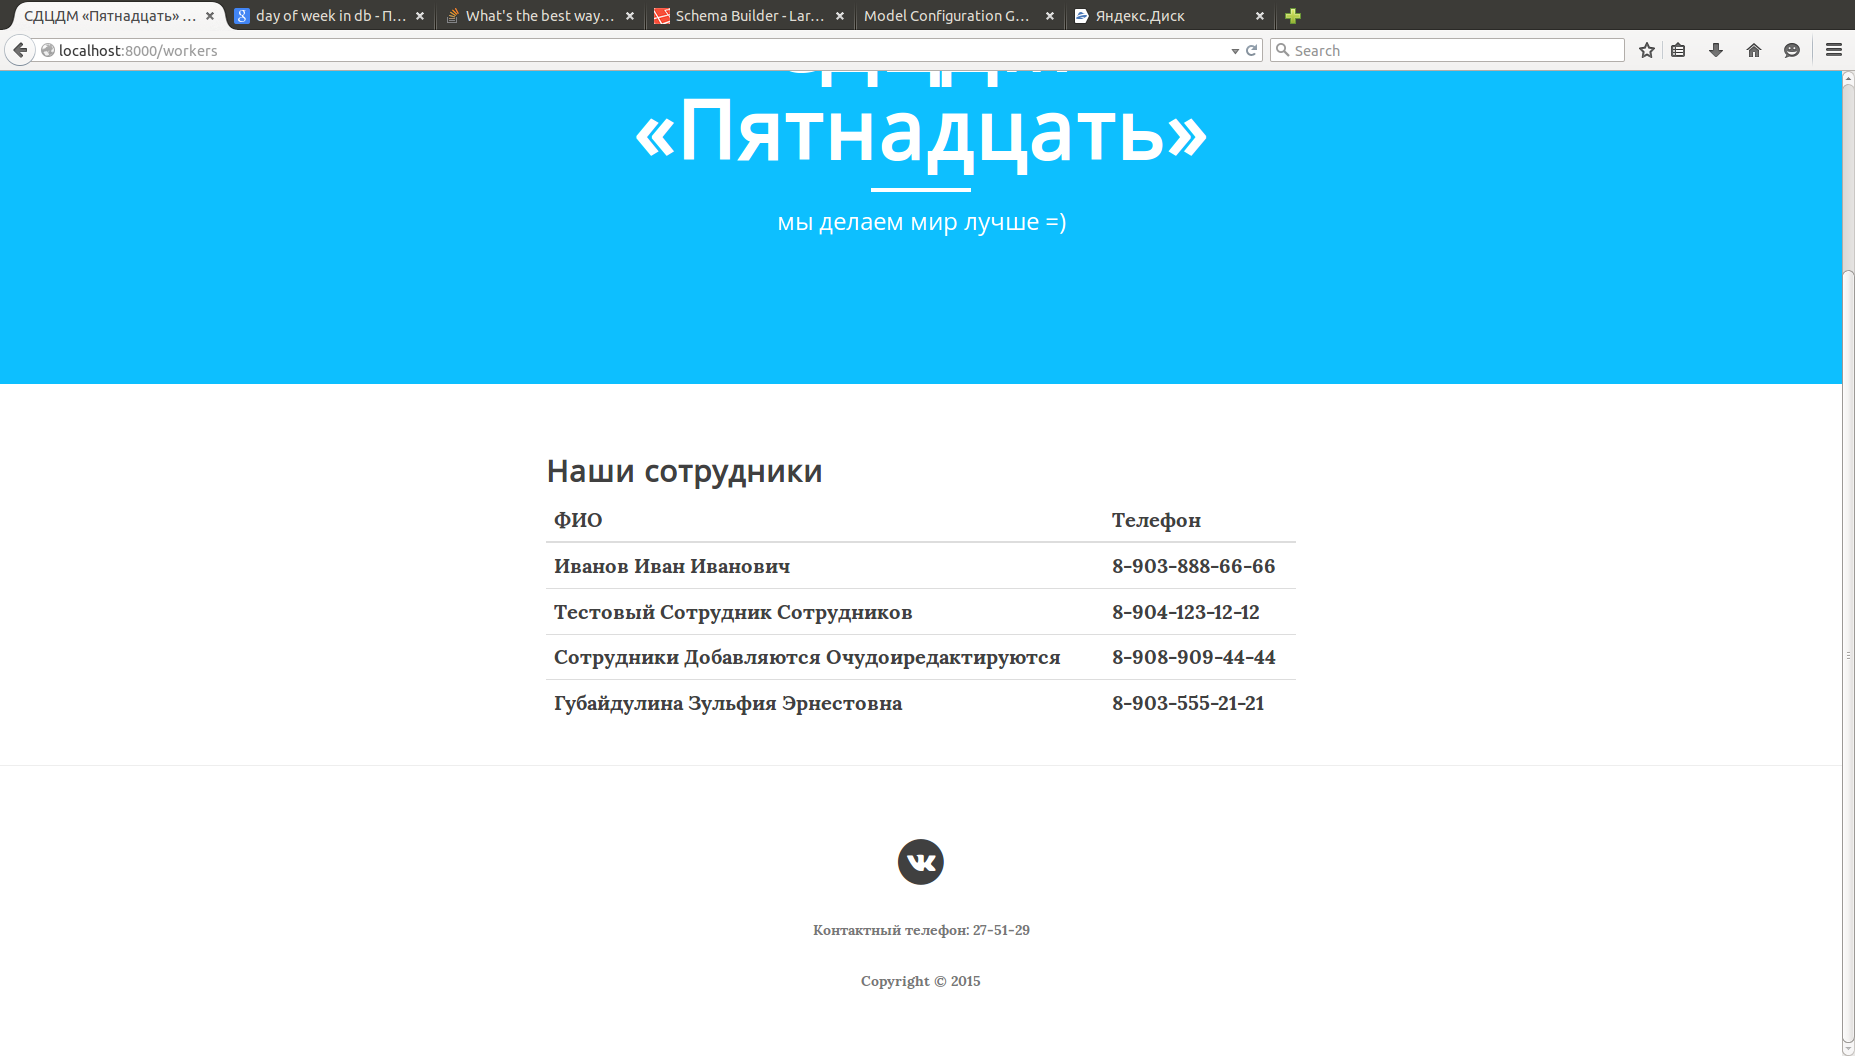 СДЦДМ «Пятнадцать» ...
day of week in db - П...
What's the best way...
Schema Builder - Lar...
Model Configuration G...
Яндекс.Диск
localhost:8000/workers
Search
«Пятнадцать»
мы делаем мир лучше =)
Наши сотрудники
ФИО Телефон
Иванов Иван Иванович 8-903-888-66-66
Тестовый Сотрудник Сотрудников 8-904-123-12-12
Сотрудники Добавляются Очудоиредактируются 8-908-909-44-44
Губайдулина Зульфия Эрнестовна 8-903-555-21-21
Контактный телефон: 27-51-29
Copyright © 2015